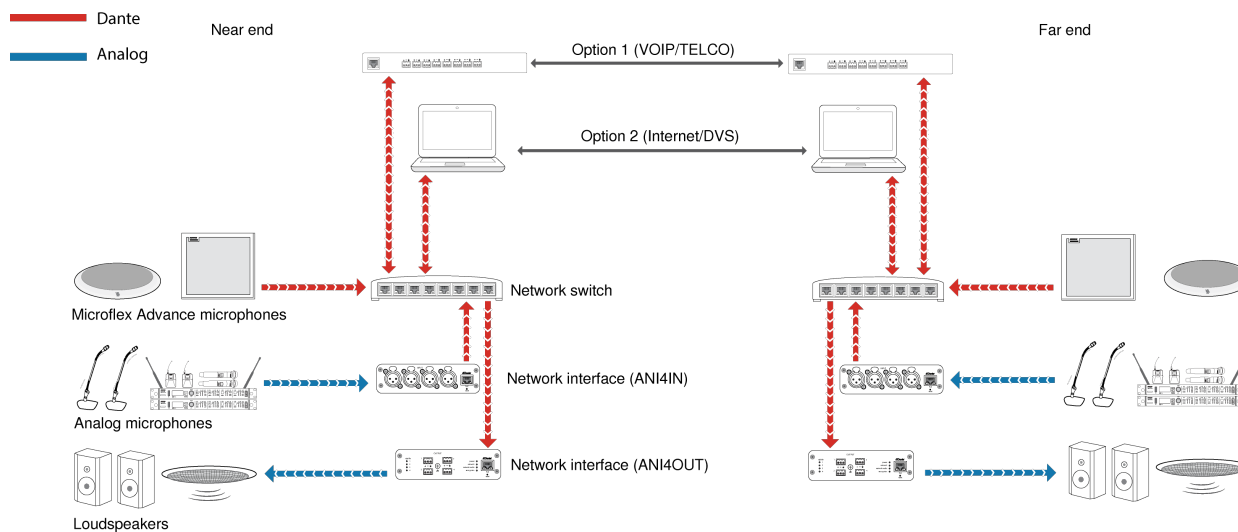 Dante
Near end
Far end
Analog
Option 1 (VOIP/TELCO)
Option 2 (Internet/DVS)
Network switch
Microflex Advance microphones
Network interface (ANI4IN)
Analog microphones
Network interface (ANI4OUT)
Loudspeakers